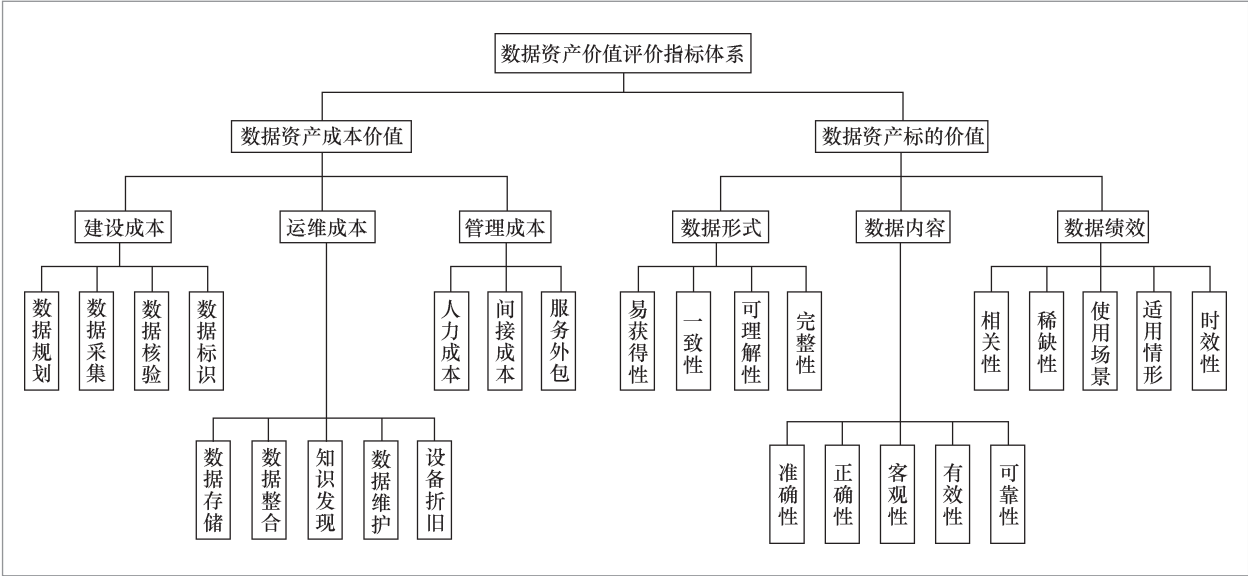 数据资产价值评价指标体系
数据资产成本价值
数据资产标的价值
建设成本
运维成本
管理成本
数据形式
数据内容
数据绩效
数据规划
数据采集
数据核验
数据标识
人力成本
间接成本
服务外包
易获得性
一致性
可理解性
完整性
相关性
稀缺性
使用场景
适用情形
时效性
数据存储
数据整合
知识发现
数据维护
设备折旧
准确性
正确性
客观性
有效性
可靠性